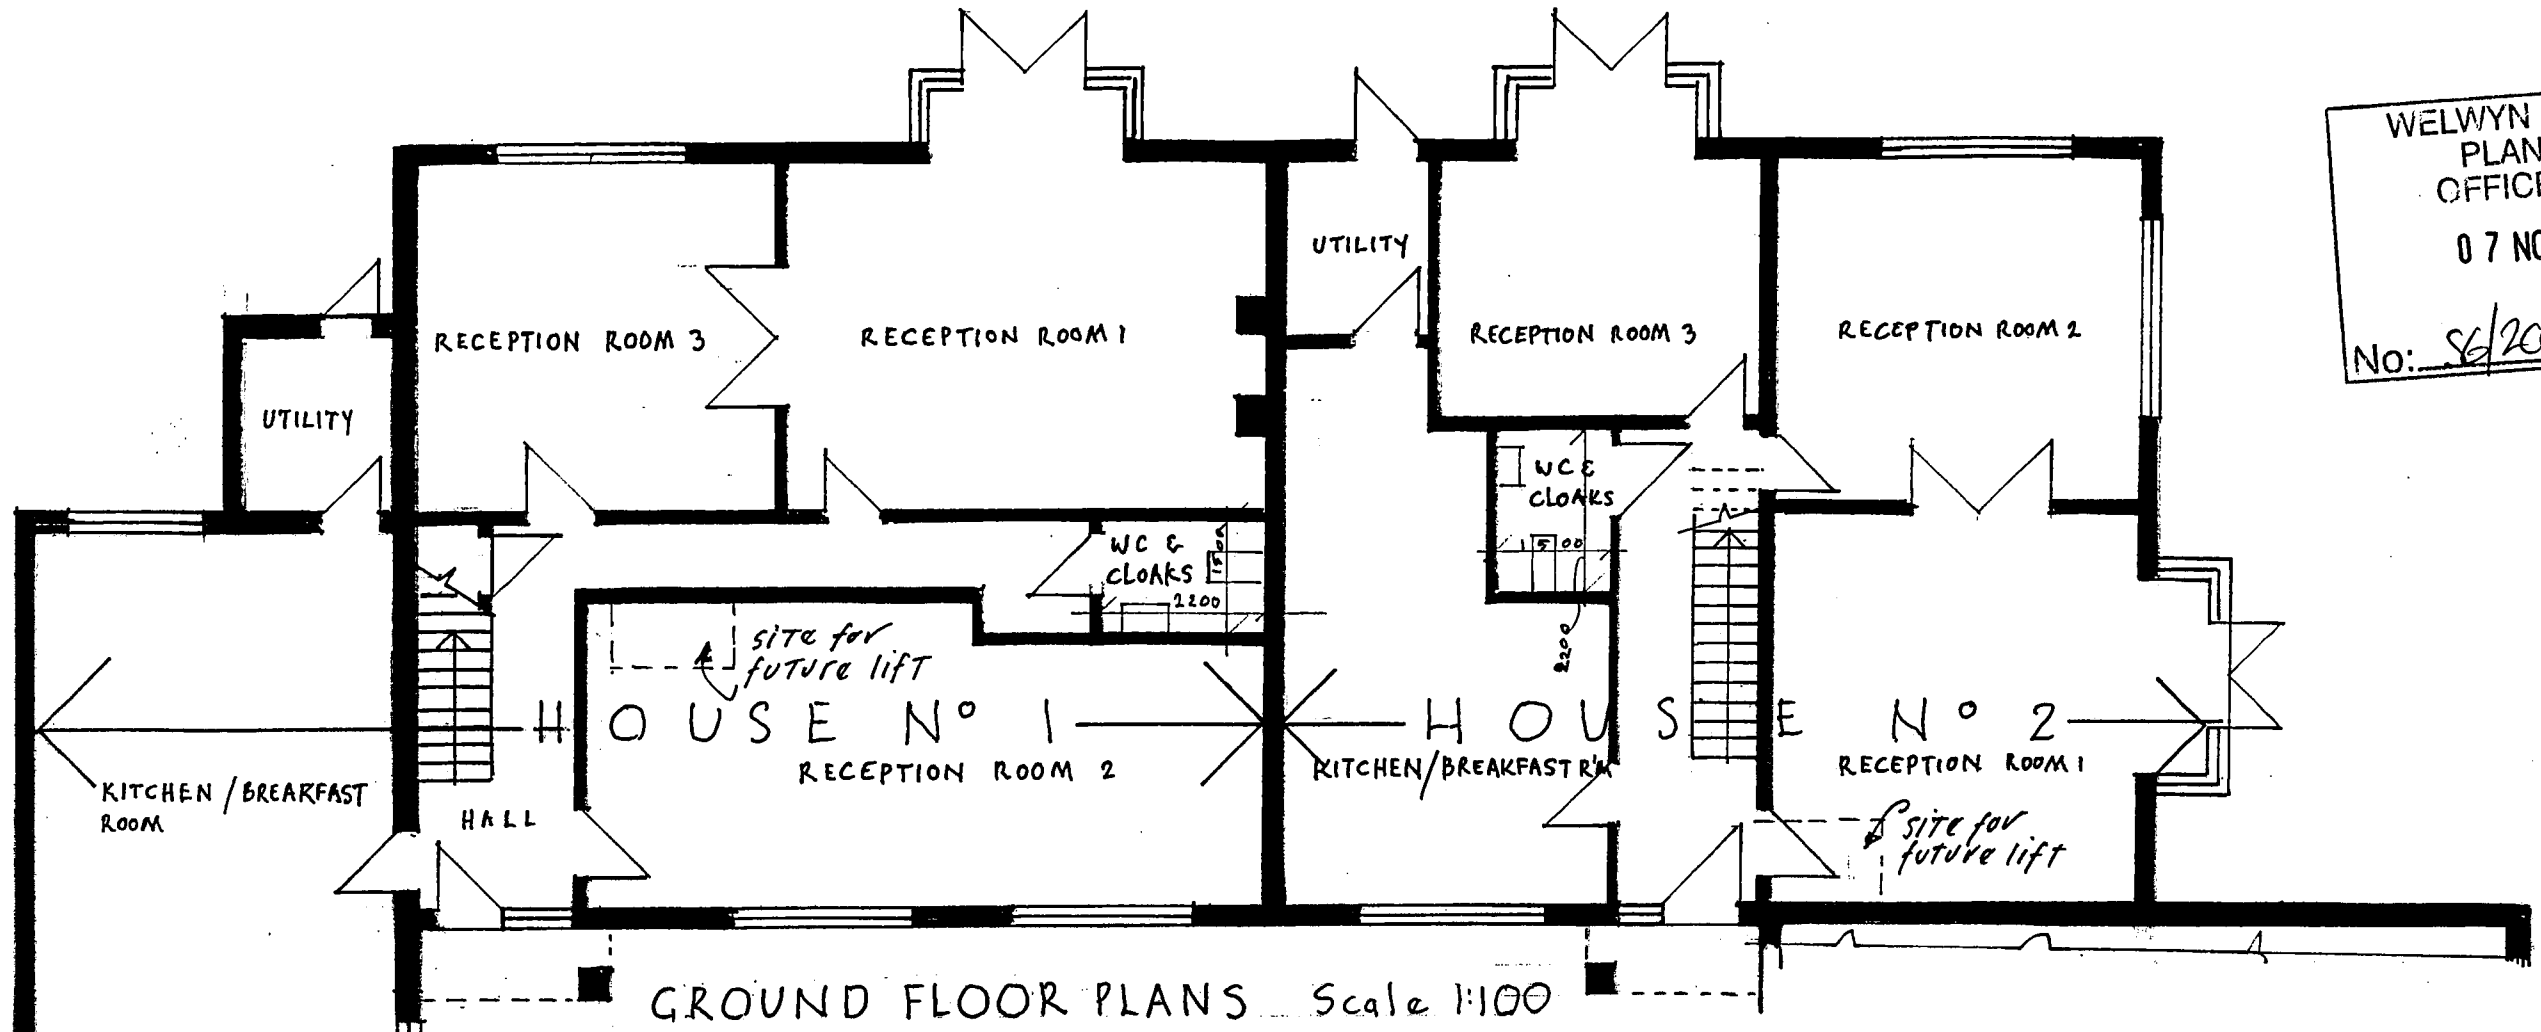 WELWYN
PLAN
OFFICE
07 NO
No:
UTILITY
RECEPTION ROOM 3
RECEPTION ROOM 1
UTILITY
RECEPTION ROOM 3
RECEPTION ROOM 2
WC &
CLOAKS
1500
2200
WC &
CLOAKS
1500
2200
site for
future lift
HOUSE Nº 1
RECEPTION ROOM 2
KITCHEN/BREAKFAST
ROOM
HALL
HOUSE Nº 2
KITCHEN/BREAKFAST R'M
RECEPTION ROOM 1
site for
future lift
GROUND FLOOR PLANS Scale 1:100